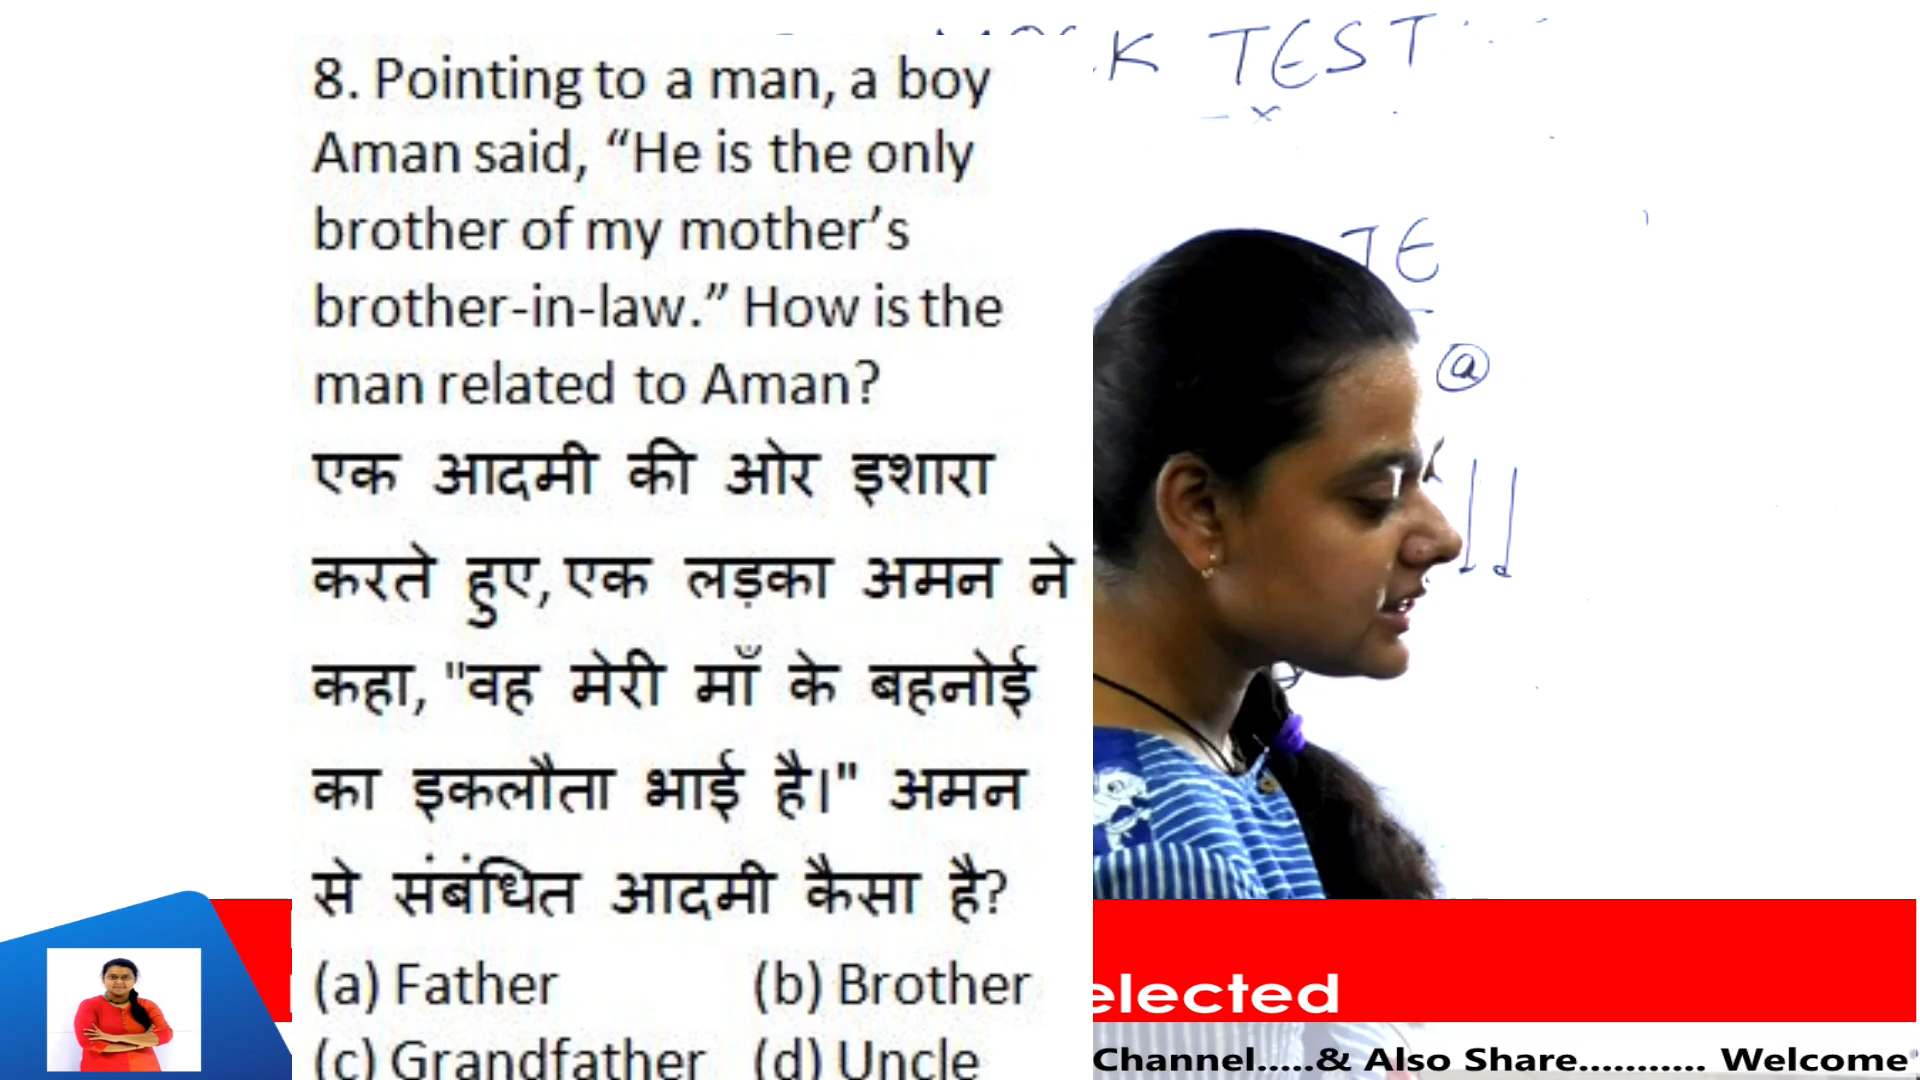 8. Pointing to a man, a boy
Aman said, “He is the only
brother of my mother’s
brother-in-law.” How is the
man related to Aman?
एक आदमी की ओर इशारा
करते हुए, एक लड़का अमन ने
कहा, "वह मेरी माँ के बहनोई
का इकलौता भाई है।" अमन
से संबंधित आदमी कैसा है?
(a) Father (b) Brother
(c) Grandfather (d) Uncle
TEST
TE
a
elected
Channel.....& Also Share........... Welcome